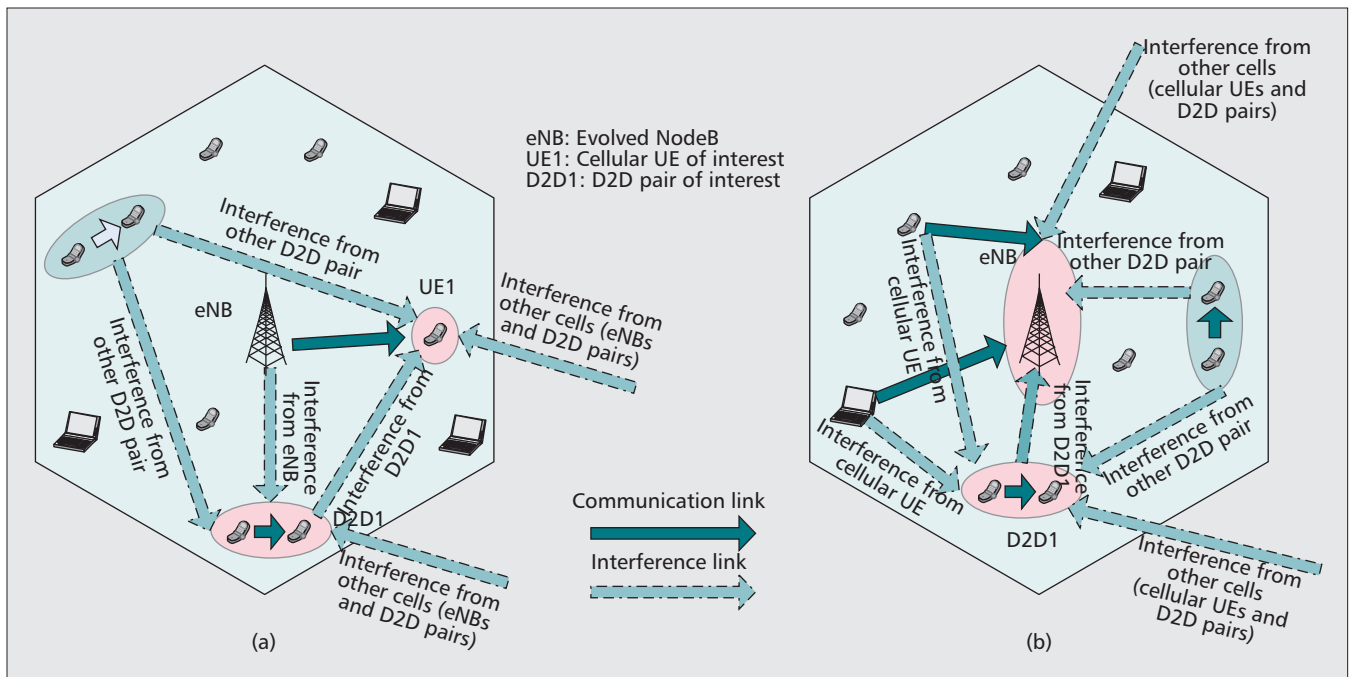 eNB: Evolved NodeB
UE1: Cellular UE of interest
D2D1: D2D pair of interest
Interference from
other D2D pair
UE1
eNB
Interference from
other cells (eNBs
and D2D pairs)
Interference from
other D2D pair
Interference
from eNB
Interference from
D2D1
D2D1
Interference from
other cells (eNBs
and D2D pairs)
(a)
Communication link
Interference link
Interference from
other cells
(cellular UEs and
D2D pairs)
eNB
Interference from
other D2D pair
Interference from
cellular UE
Interference from
cellular UE
Interference
from D2D1
Interference from
other D2D pair
D2D1
Interference from
other cells
(cellular UEs and
D2D pairs)
(b)